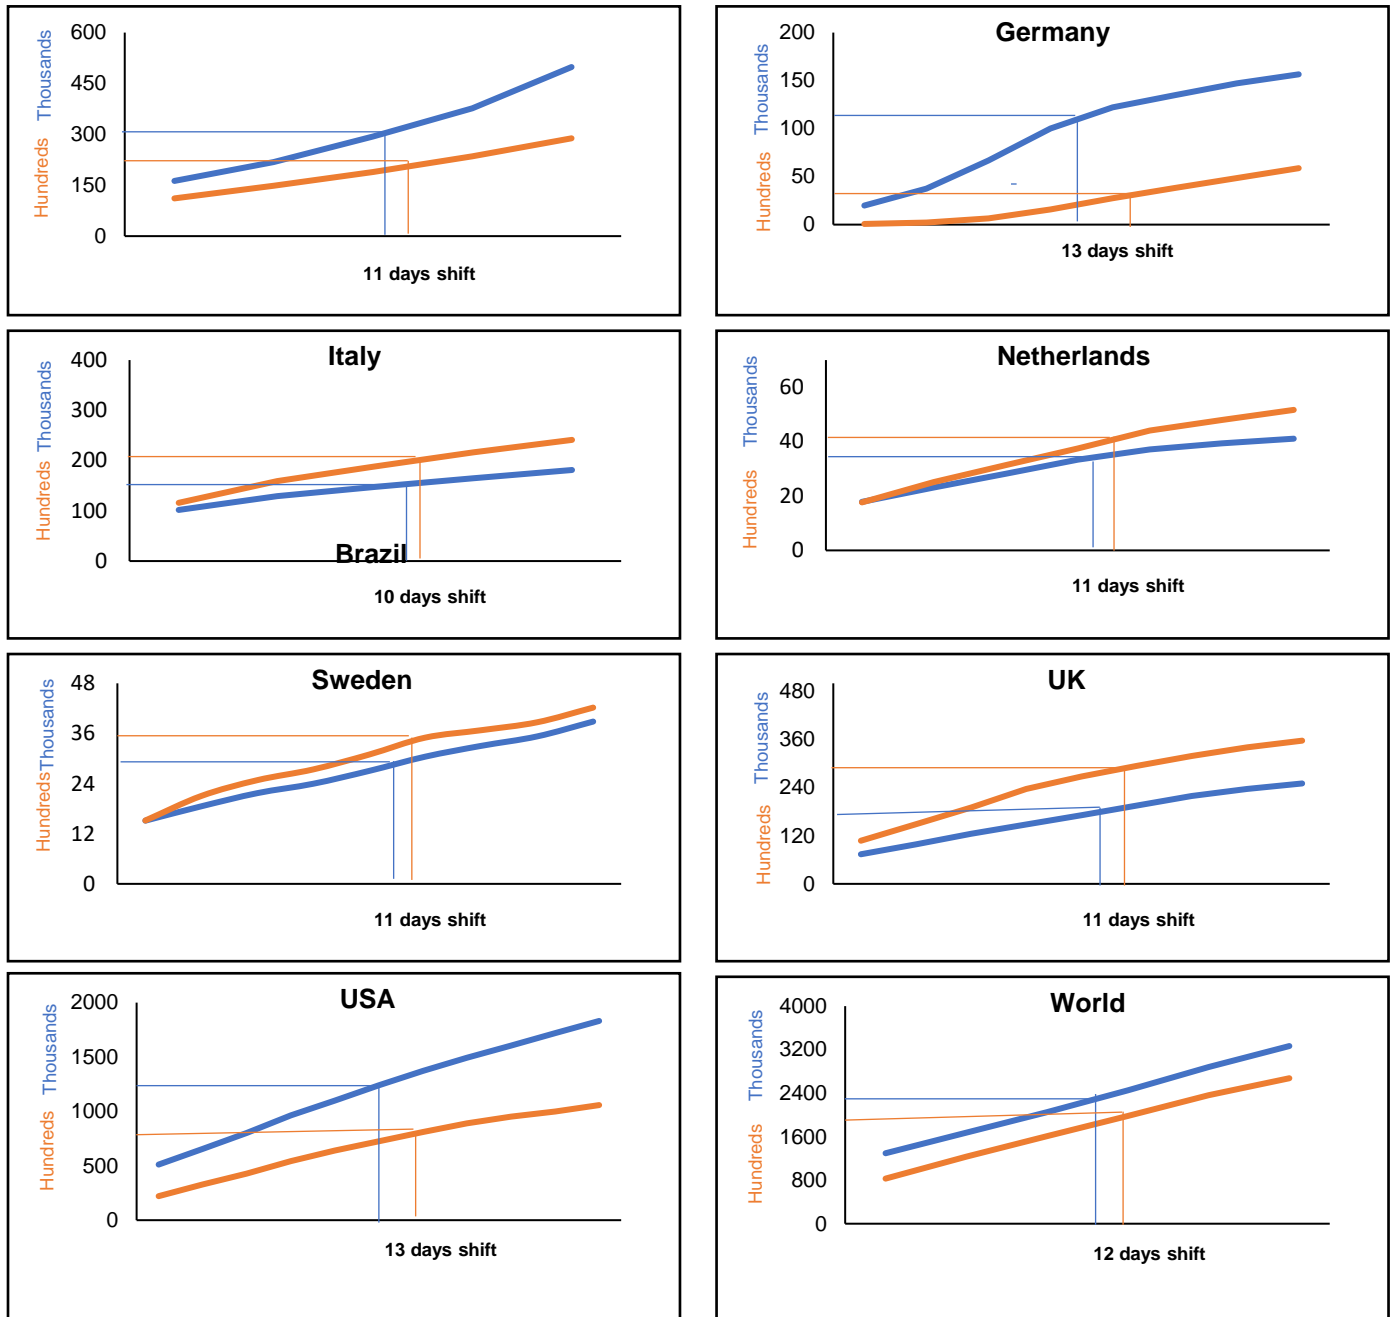 600
450
300
150
0
Thousands
Hundreds
11 days shift
Germany
200
150
100
50
0
Thousands
Hundreds
13 days shift
Italy
400
300
200
100
0
Thousands
Hundreds
Brazil
10 days shift
Netherlands
60
40
20
0
Thousands
Hundreds
11 days shift
Sweden
48
36
24
12
0
Thousands
Hundreds
11 days shift
UK
480
360
240
120
0
Thousands
Hundreds
11 days shift
USA
2000
1500
1000
500
0
Thousands
Hundreds
13 days shift
World
4000
3200
2400
1600
800
0
Thousands
Hundreds
12 days shift